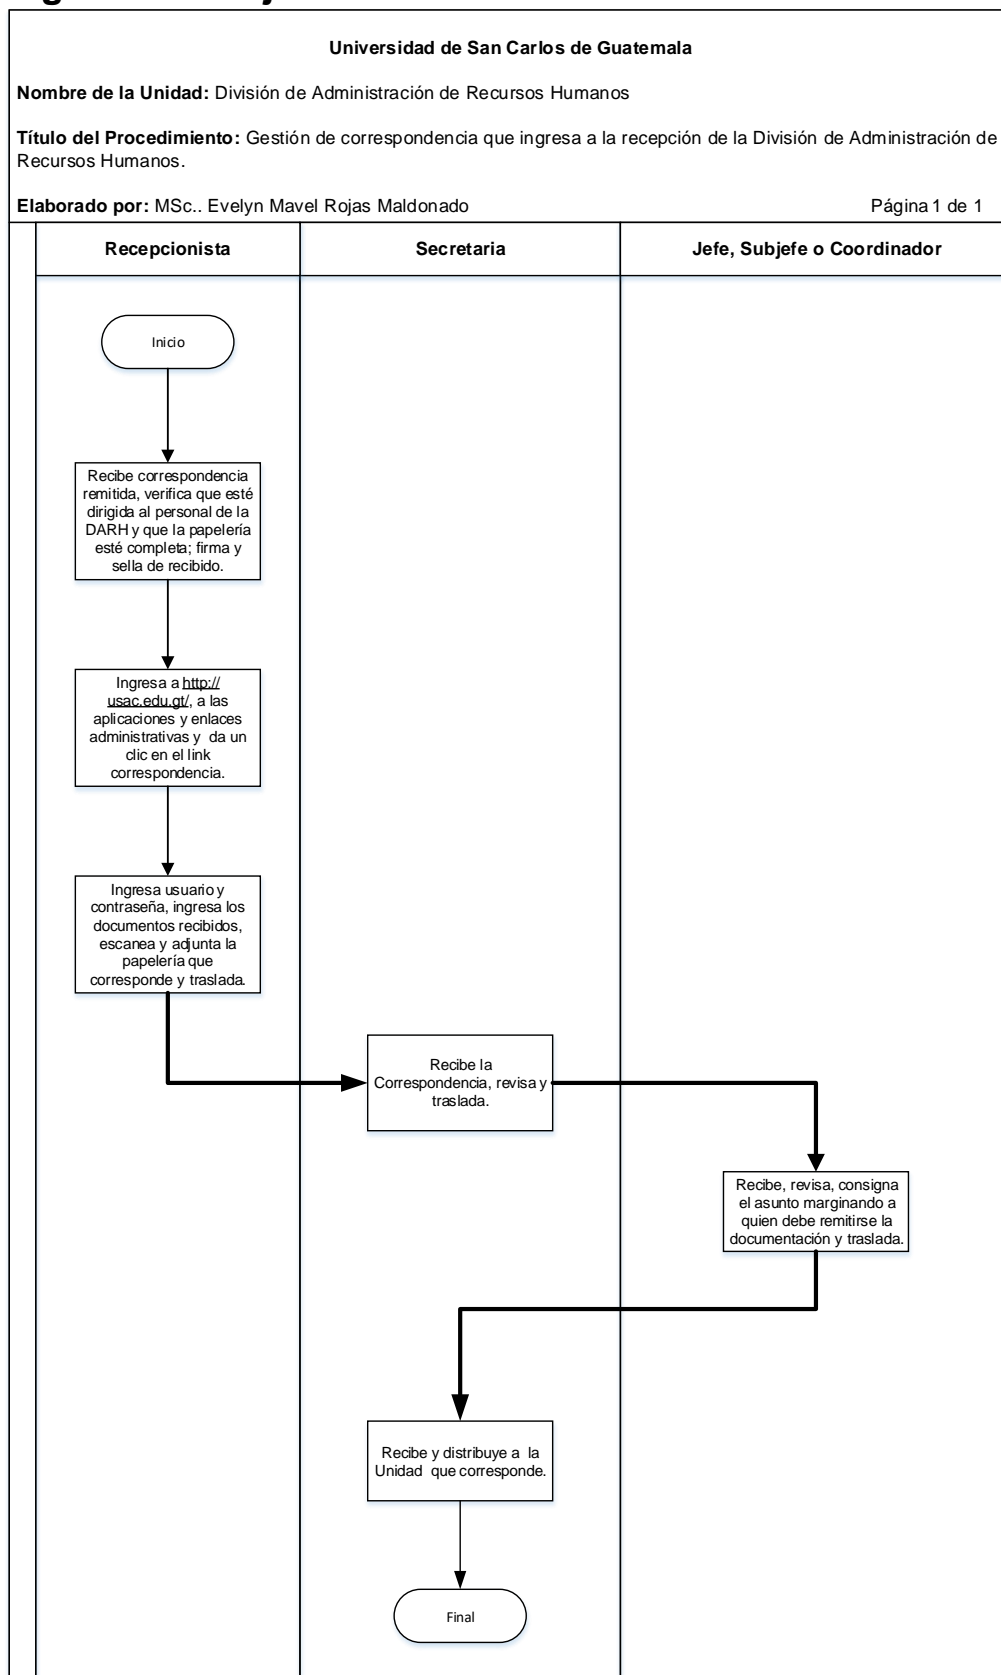 Universidad de San Carlos de Guatemala
Nombre de la Unidad: División de Administración de Recursos Humanos
Título del Procedimiento: Gestión de correspondencia que ingresa a la recepción de la División de Administración de
Recursos Humanos.
Elaborado por: MSc.. Evelyn Mavel Rojas Maldonado
Página 1 de 1
Recepcionista
Secretaria
Jefe, Subjefe o Coordinador
Inicio
Recibe correspondencia
remitida, verifica que esté
dirigida al personal de la
DARH y que la papelería
esté completa; firma y
sella de recibido.
Ingresa a http://
usac.edu.gt/, a las
aplicaciones y enlaces
administrativas y da un
clic en el link
correspondencia.
Ingresa usuario y
contraseña, ingresa los
documentos recibidos,
escanea y adjunta la
papelería que
corresponde y traslada.
Recibe la
Correspondencia, revisa y
traslada.
Recibe, revisa, consigna
el asunto marginando a
quien debe remitirse la
documentación y traslada.
Recibe y distribuye a la
Unidad que corresponde.
Final